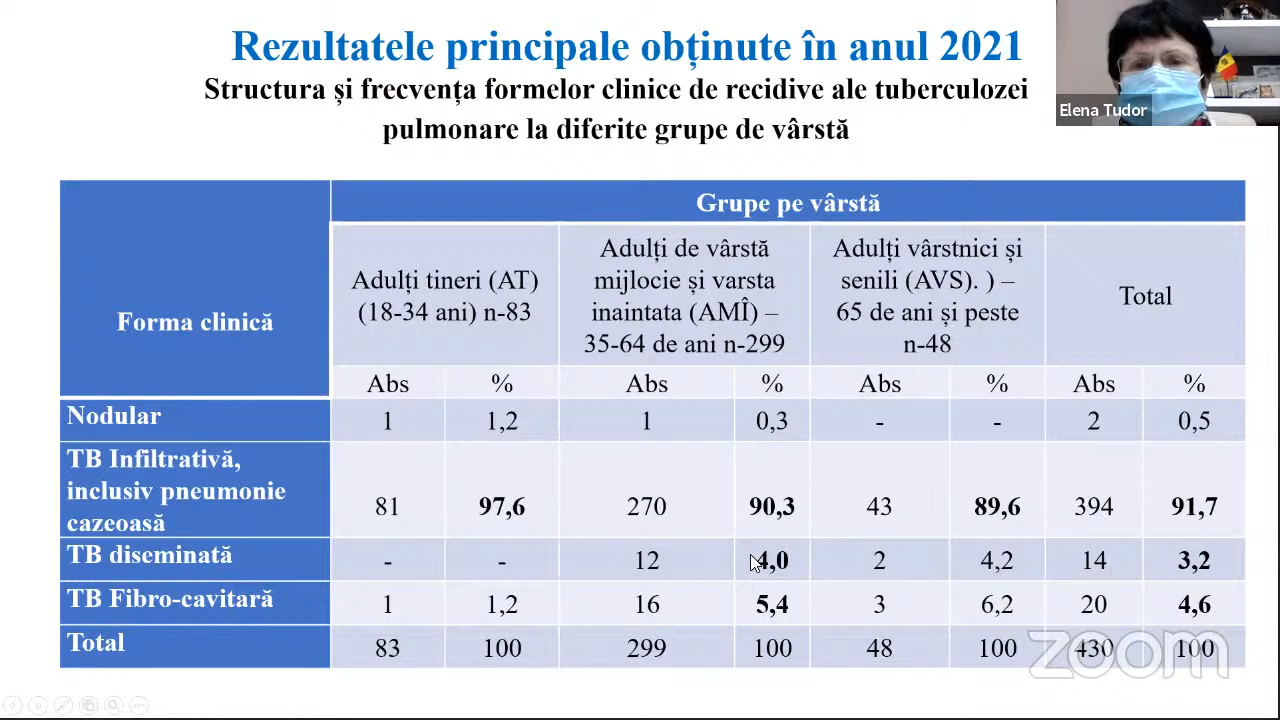 Rezultatele principale obținute în anul 2021
Structura și frecvența formelor clinice de recidive ale tuberculozei
pulmonare la diferite grupe de vârstă
Elena Tudor
Forma clinică
Grupe pe vârstă
Adulți tineri (AT)
(18-34 ani) n-83
Adulți de vârstă
mijlocie și varsta
inaintata (AMÎ) –
35-64 de ani n-299
Adulți vârstnici și
senili (AVS). ) –
65 de ani și peste
n-48
Total
Abs % Abs % Abs % Abs %
Nodular 1 1,2 1 0,3 - - 2 0,5
TB Infiltrativă,
inclusiv pneumonie
cazeoasă 81 97,6 270 90,3 43 89,6 394 91,7
TB diseminată - - 12 4,0 2 4,2 14 3,2
TB Fibro-cavitară 1 1,2 16 5,4 3 6,2 20 4,6
Total 83 100 299 100 48 100 430 100
zoom